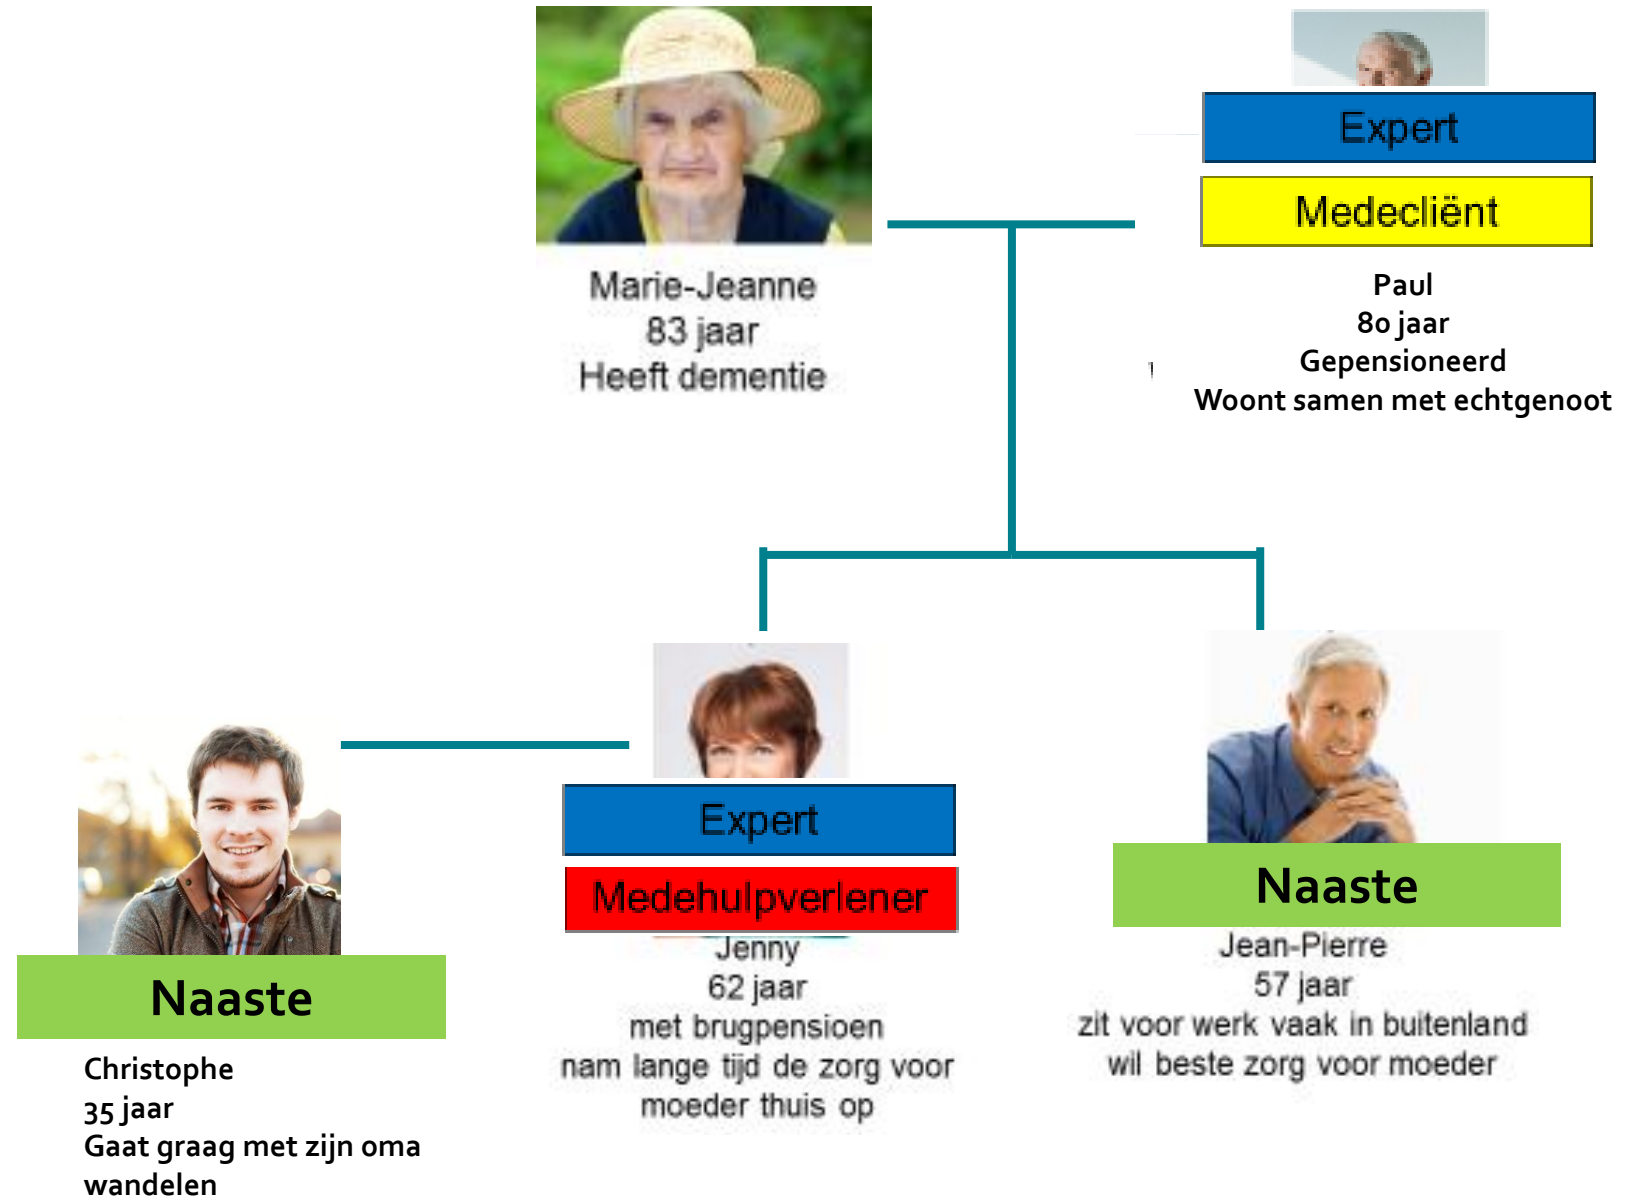 Expert
Medecliënt
Marie-Jeanne
83 jaar
Heeft dementie
Paul
80 jaar
Gepensioneerd
Woont samen met echtgenoot
Expert
Medehulpverlener
Jenny
62 jaar
met brugpensioen
nam lange tijd de zorg voor
moeder thuis op
Naaste
Jean-Pierre
57 jaar
zit voor werk vaak in buitenland
wil beste zorg voor moeder
Naaste
Christophe
35 jaar
Gaat graag met zijn oma
wandelen